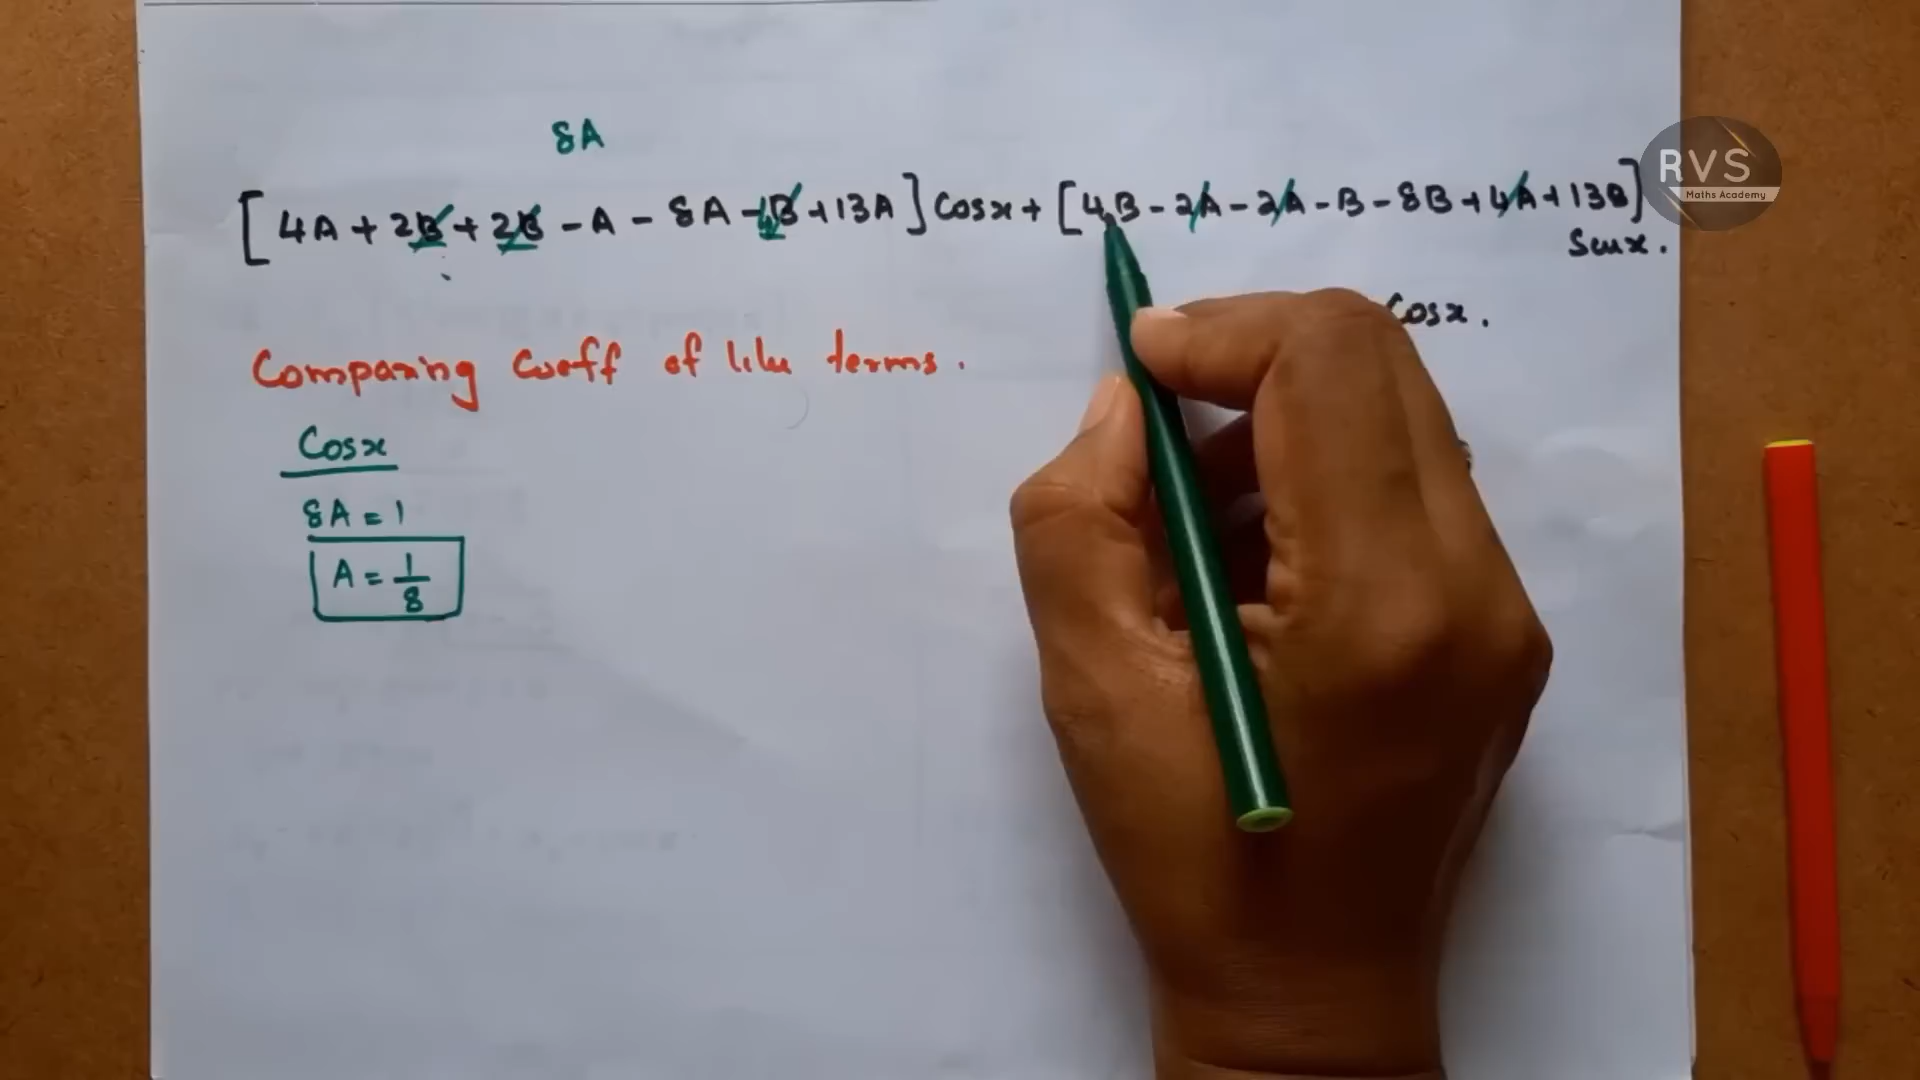 8A
[4A + 2B + 2B - A - 8A - 4B + 13A] Cosx + [4B - 2A - 2A - B - 8B + 4A + 13B]
Sinx.
Cosx.
Comparing Coeff of like terms.
Cosx
8A = 1
A = 1/8
RVS
Maths Academy